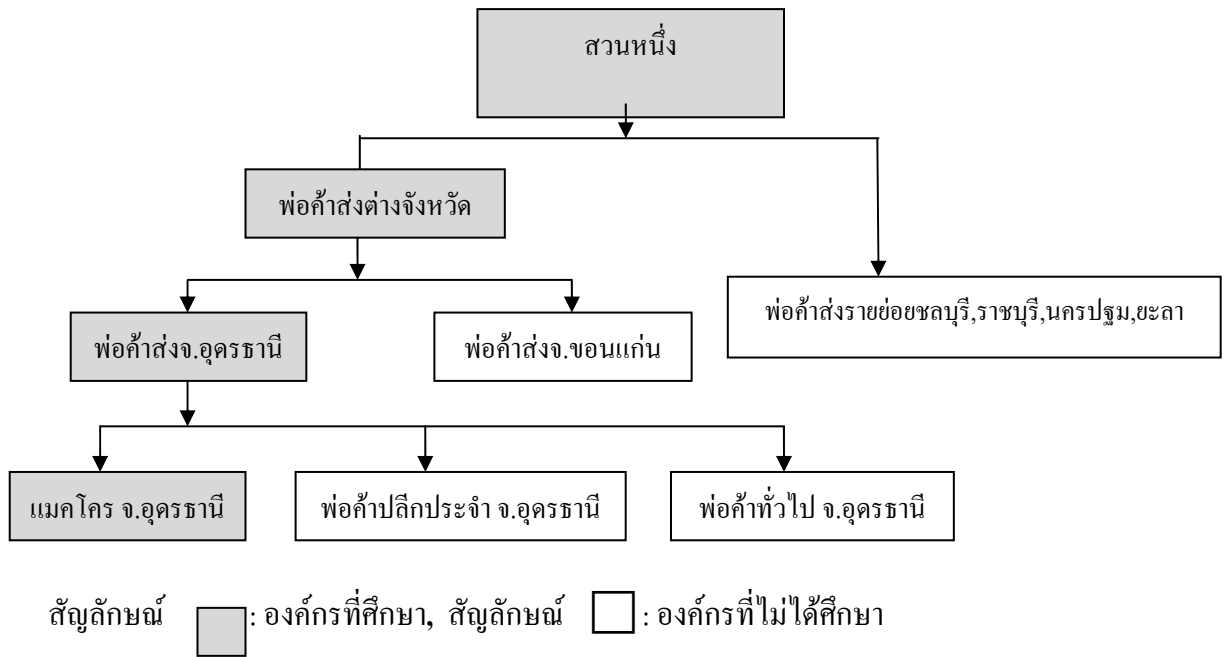 สวนหนึ่ง
พ่อค้าส่งต่างจังหวัด
พ่อค้าส่งรายย่อยชลบุรี,ราชบุรี,นครปฐม,ยะลา
พ่อค้าส่งจ.อุดรธานี
พ่อค้าส่งจ.ขอนแก่น
แมคโคร จ.อุดรธานี
พ่อค้าปลีกประจำ จ.อุดรธานี
พ่อค้าทั่วไป จ.อุดรธานี
สัญลักษณ์ : องค์กรที่ศึกษา, สัญลักษณ์ : องค์กรที่ไม่ได้ศึกษา